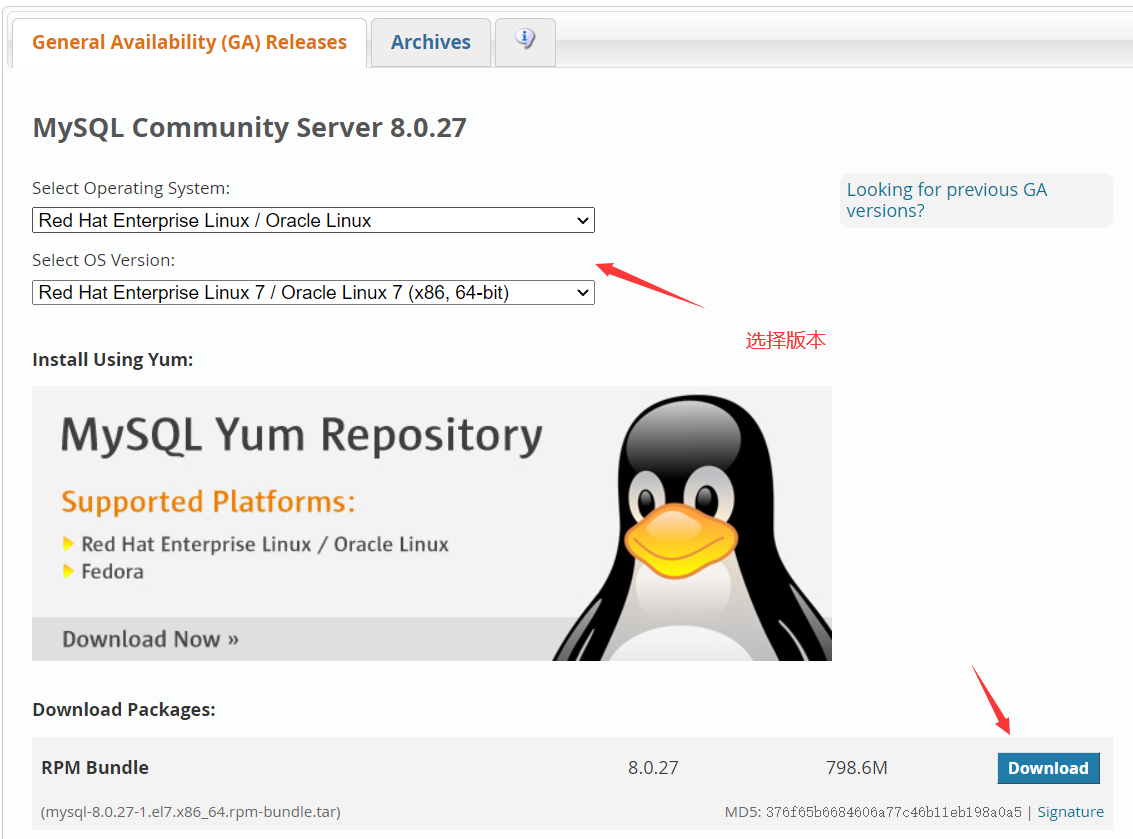 General Availability (GA) Releases
Archives
MySQL Community Server 8.0.27
Select Operating System:
Looking for previous GA
versions?
Red Hat Enterprise Linux / Oracle Linux
Select OS Version:
Red Hat Enterprise Linux 7 / Oracle Linux 7 (x86, 64-bit)
选择版本
Install Using Yum:
MySQL Yum Repository
Supported Platforms:
Red Hat Enterprise Linux / Oracle Linux
Fedora
Download Now »
Download Packages:
RPM Bundle 8.0.27 798.6M Download
(mysql-8.0.27-1.el7.x86_64.rpm-bundle.tar) MD5: 376f65b6684606a77c46b11eb198a0a5 | Signature